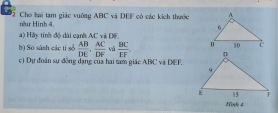 2 Cho hai tam giác vuông ABC và DEF có các kích thước
như Hình 4.
a) Hãy tính độ dài cạnh AC và DF.
b) So sánh các tỉ số AB/DE, AC/DF và BC/EF
c) Dự đoán sự đồng dạng của hai tam giác ABC và DEF.
A
6
B 10 C
D
9
E 15 F
Hình 4